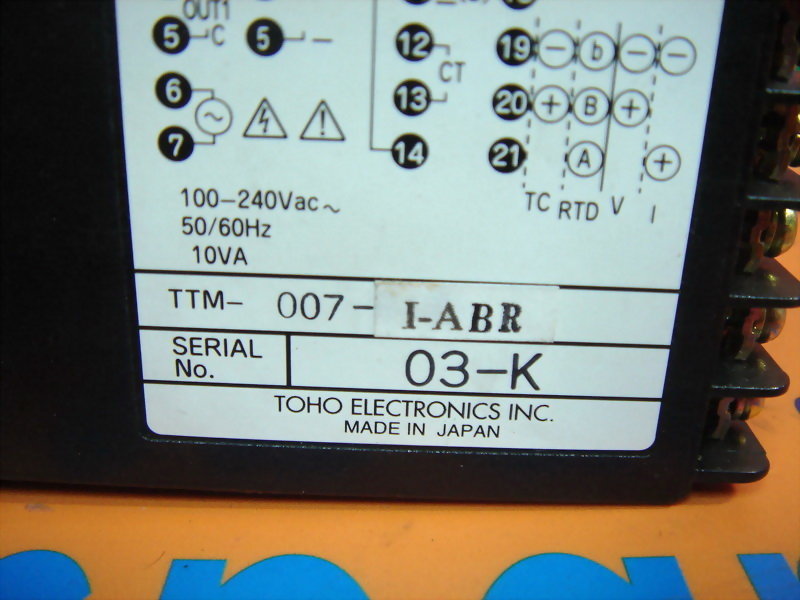 OUT1
5 C 5 −
12 CT 19 − b − −
6 13 20 + B +
7 14 21 A +
TC RTD V I
100-240Vac~
50/60Hz
10VA
TTM- 007- I-ABR
SERIAL No. 03-K
TOHO ELECTRONICS INC.
MADE IN JAPAN